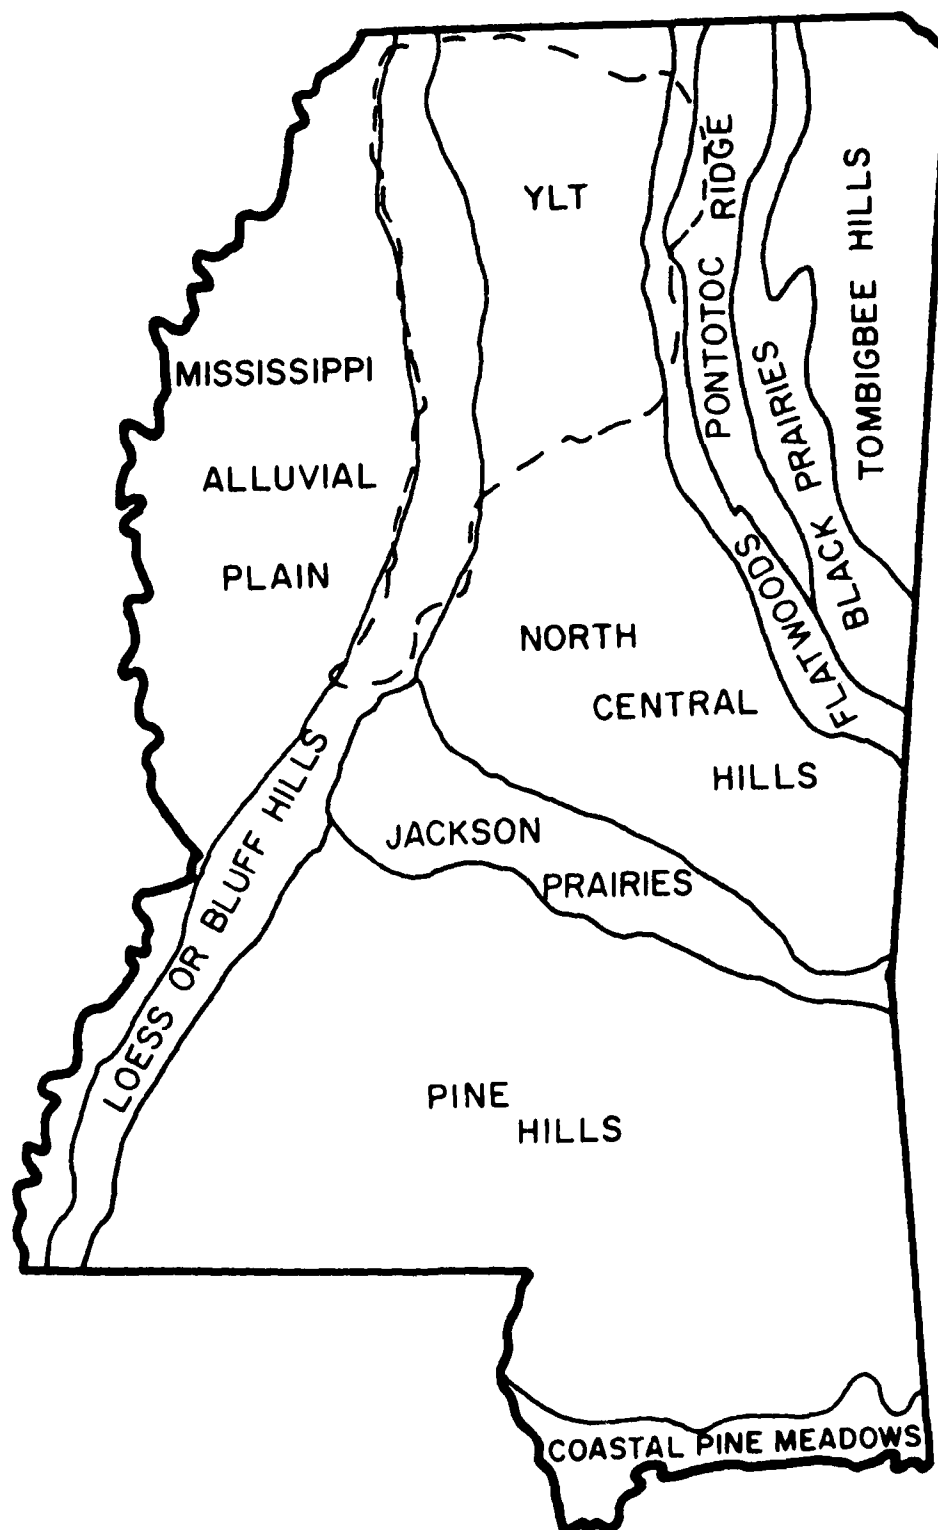 YLT
PONTOTOC RIDGE
TOMBIGBEE HILLS
BLACK PRAIRIES
MISSISSIPPI
ALLUVIAL
PLAIN
FLATWOODS
NORTH
CENTRAL
HILLS
LOESS OR BLUFF HILLS
JACKSON
PRAIRIES
PINE
HILLS
COASTAL PINE MEADOWS